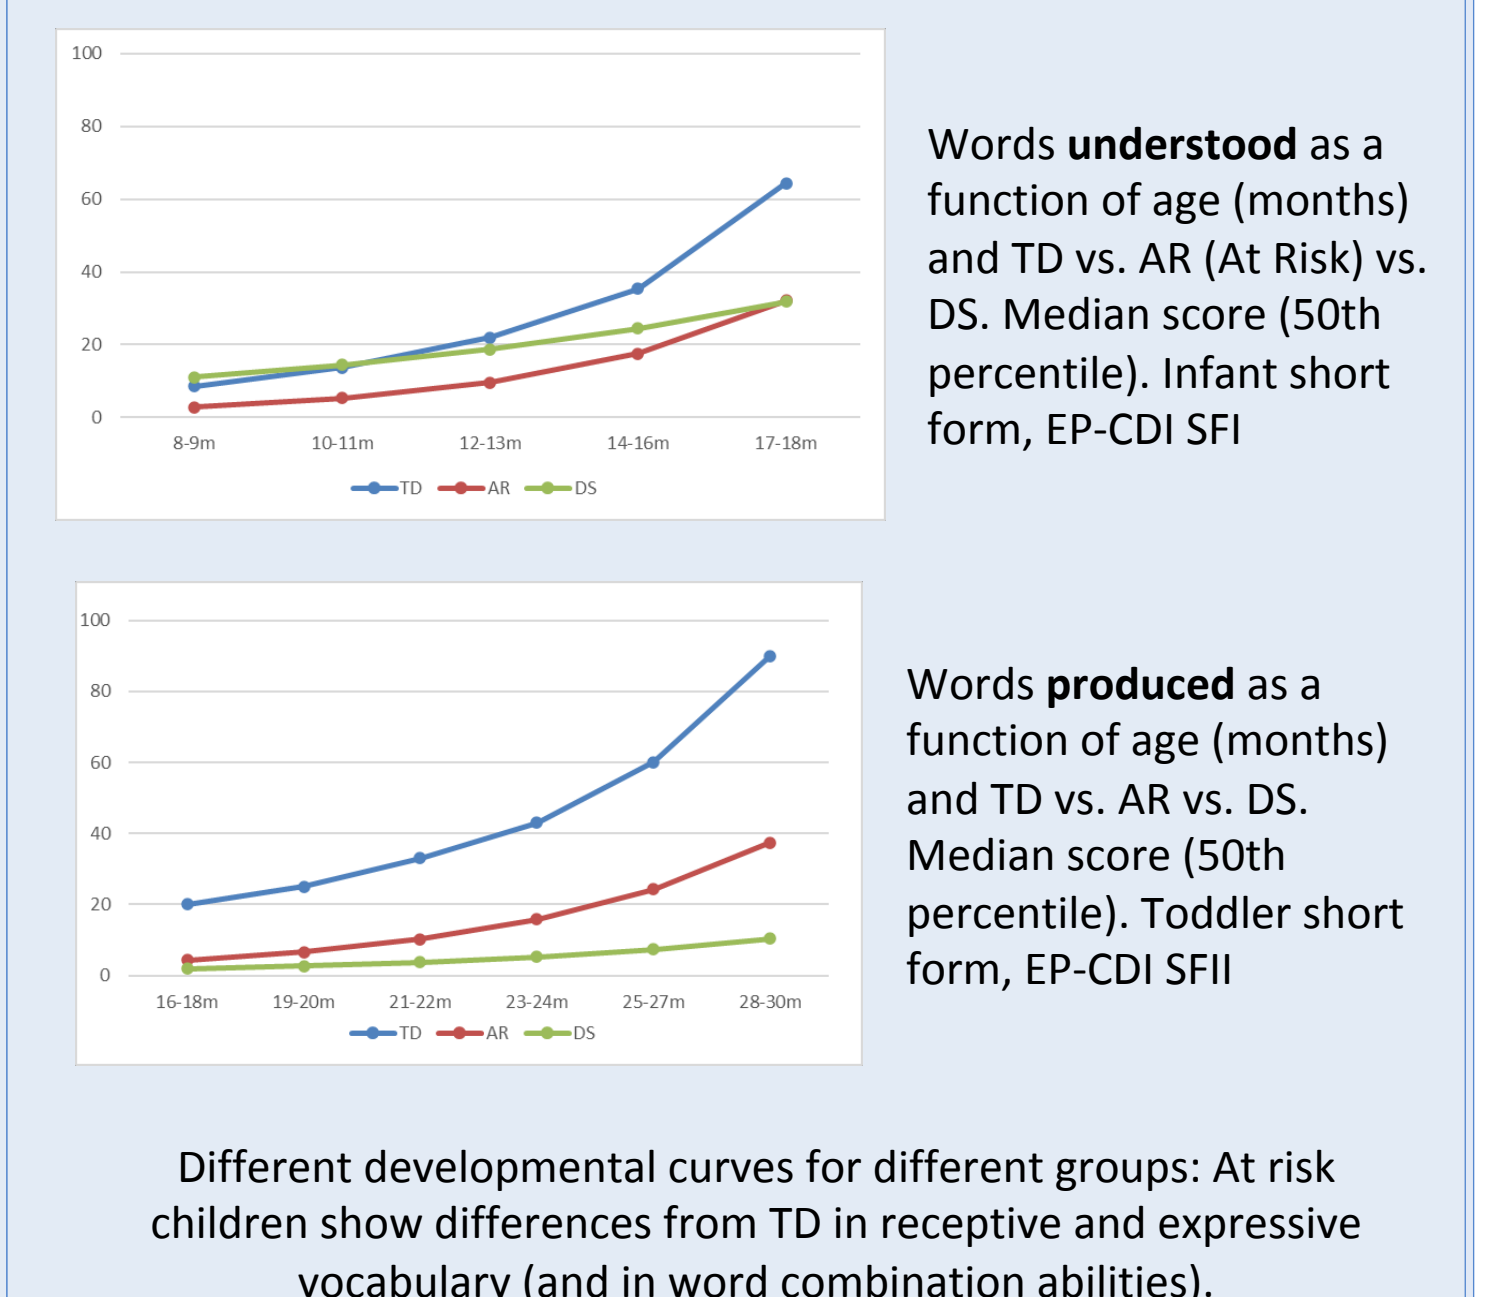 100
80
60
40
20
0
8-9m 10-11m 12-13m 14-16m 17-18m
TD AR DS
Words understood as a
function of age (months)
and TD vs. AR (At Risk) vs.
DS. Median score (50th
percentile). Infant short
form, EP-CDI SFI
100
80
60
40
20
0
16-18m 19-20m 21-22m 23-24m 25-27m 28-30m
TD AR DS
Words produced as a
function of age (months)
and TD vs. AR vs. DS.
Median score (50th
percentile). Toddler short
form, EP-CDI SFII
Different developmental curves for different groups: At risk
children show differences from TD in receptive and expressive
vocabulary (and in word combination abilities).